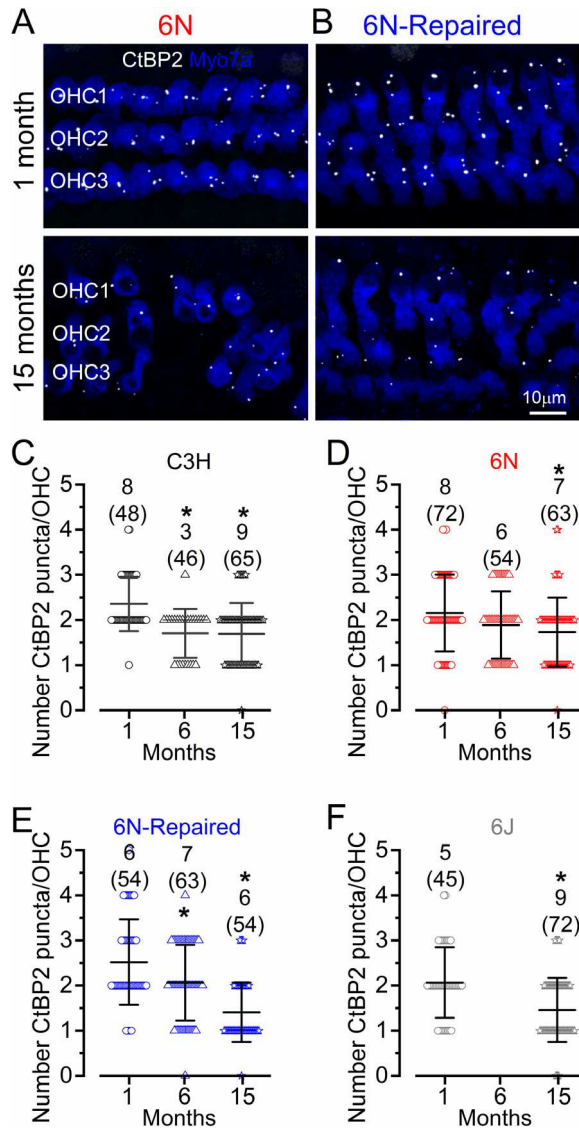 A
6N
B
6N-Repaired
CtBP2 Myo7a
1 month
OHC1
OHC2
OHC3
15 months
OHC1
OHC2
OHC3
10μm
C
C3H
Number CtBP2 puncta/OHC
5
4
3
2
1
0
8
(48)
*
3
(46)
*
9
(65)
1
6
15
Months
D
6N
Number CtBP2 puncta/OHC
5
4
3
2
1
0
8
(72)
6
(54)
*
7
(63)
1
6
15
Months
E
6N-Repaired
Number CtBP2 puncta/OHC
5
4
3
2
1
0
6
(54)
7
(63)
*
*
6
(54)
1
6
15
Months
F
6J
Number CtBP2 puncta/OHC
5
4
3
2
1
0
5
(45)
*
9
(72)
1
6
15
Months